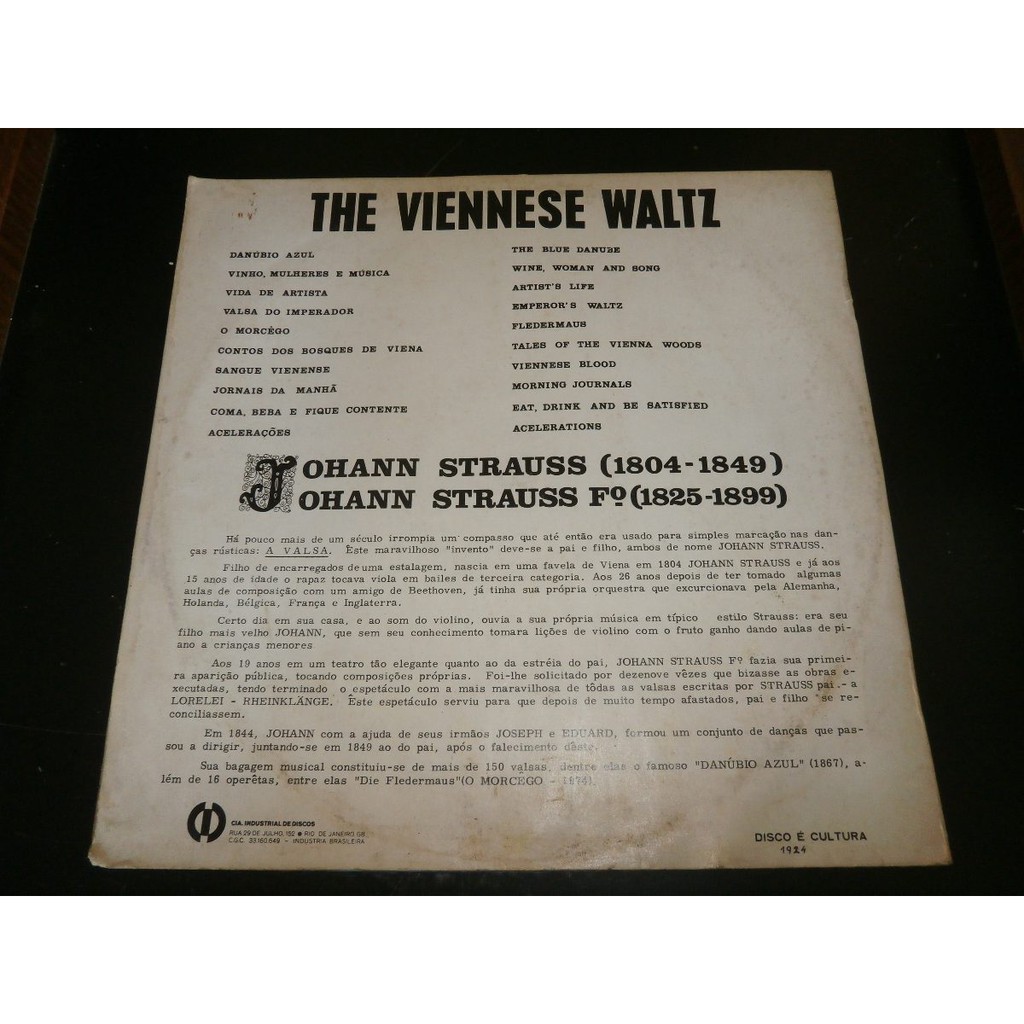 THE VIENNESE WALTZ
DANÚBIO AZUL
VINHO, MULHERES E MÚSICA
VIDA DE ARTISTA
VALSA DO IMPERADOR
O MORCÊGO
CONTOS DOS BOSQUES DE VIENA
SANGUE VIENENSE
JORNAIS DA MANHÃ
COMA, BEBA E FIQUE CONTENTE
ACELERAÇÕES
THE BLUE DANUBE
WINE, WOMAN AND SONG
ARTIST'S LIFE
EMPEROR'S WALTZ
FLEDERMAUS
TALES OF THE VIENNA WOODS
VIENNESE BLOOD
MORNING JOURNALS
EAT, DRINK AND BE SATISFIED
ACELERATIONS
JOHANN STRAUSS (1804-1849)
JOHANN STRAUSS Fº (1825-1899)
Há pouco mais de um século irrompia um compasso que até então era usado para simples marcação nas dan-
ças rústicas: A VALSA. Êste maravilhoso "invento" deve-se a pai e filho, ambos de nome JOHANN STRAUSS.
Filho de encarregados de uma estalagem, nascia em uma favela de Viena em 1804 JOHANN STRAUSS e já aos
15 anos de idade o rapaz tocava viola em bailes de terceira categoria. Aos 26 anos depois de ter tomado algumas
aulas de composição com um amigo de Beethoven, já tinha sua própria orquestra que excursionava pela Alemanha,
Holanda, Bélgica, França e Inglaterra.
Certo dia em sua casa, e ao som do violino, ouvia a sua própria música em típico estilo Strauss: era seu
filho mais velho JOHANN, que sem seu conhecimento tomara lições de violino com o fruto ganho dando aulas de pi-
ano a crianças menores
Aos 19 anos em um teatro tão elegante quanto ao da estréia do pai, JOHANN STRAUSS Fº fazia sua primei-
ra aparição pública, tocando composições próprias. Foi-lhe solicitado por dezenove vêzes que bizasse as obras e-
xecutadas, tendo terminado o espetáculo com a mais maravilhosa de tôdas as valsas escritas por STRAUSS pai.- a
LORELEI - RHEINKLÄNGE. Êste espetáculo serviu para que depois de muito tempo afastados, pai e filho se re-
conciliassem.
Em 1844, JOHANN com a ajuda de seus irmãos JOSEPH e EDUARD, formou um conjunto de danças que pas-
sou a dirigir, juntando-se em 1849 ao do pai, após o falecimento dêste.
Sua bagagem musical constituiu-se de mais de 150 valsas, dentre elas o famoso "DANÚBIO AZUL" (1867), a-
lém de 16 operêtas, entre elas "Die Fledermaus"(O MORCEGO - 1874).
CIA. INDUSTRIAL DE DISCOS
RUA 29 DE JULHO, 152 ● RIO DE JANEIRO, GB
C.G.C. 33.160.649 - INDÚSTRIA BRASILEIRA
DISCO É CULTURA
1924